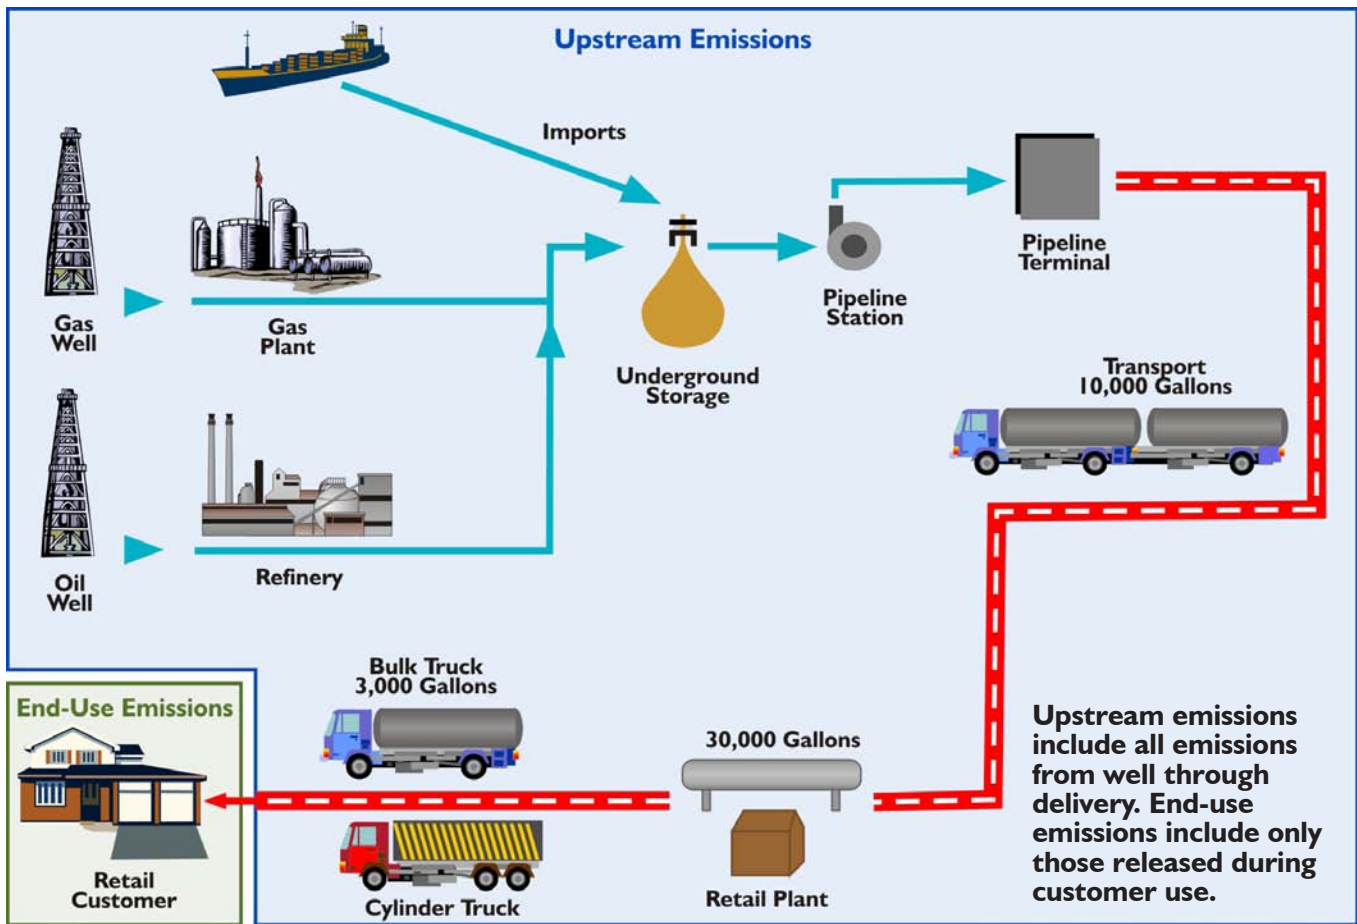 Upstream Emissions
Imports
Gas
Well
Gas
Plant
Oil
Well
Refinery
Underground
Storage
Pipeline
Station
Pipeline
Terminal
Transport
10,000 Gallons
Bulk Truck
3,000 Gallons
30,000 Gallons
Retail Plant
Cylinder Truck
End-Use Emissions
Retail
Customer
Upstream emissions
include all emissions
from well through
delivery. End-use
emissions include only
those released during
customer use.